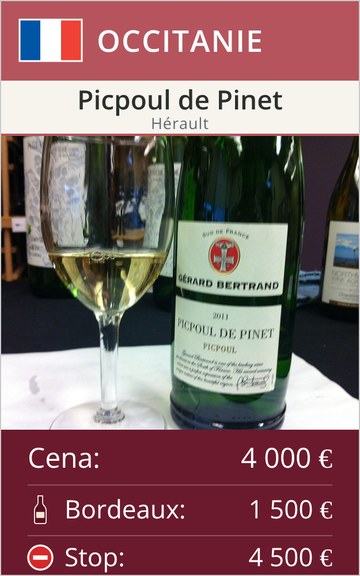 OCCITANIE
Picpoul de Pinet
Hérault
SUD DE FRANCE
GÉRARD BERTRAND
2011
PICPOUL DE PINET
PICPOUL
Cena: 4 000 €
Bordeaux: 1 500 €
Stop: 4 500 €